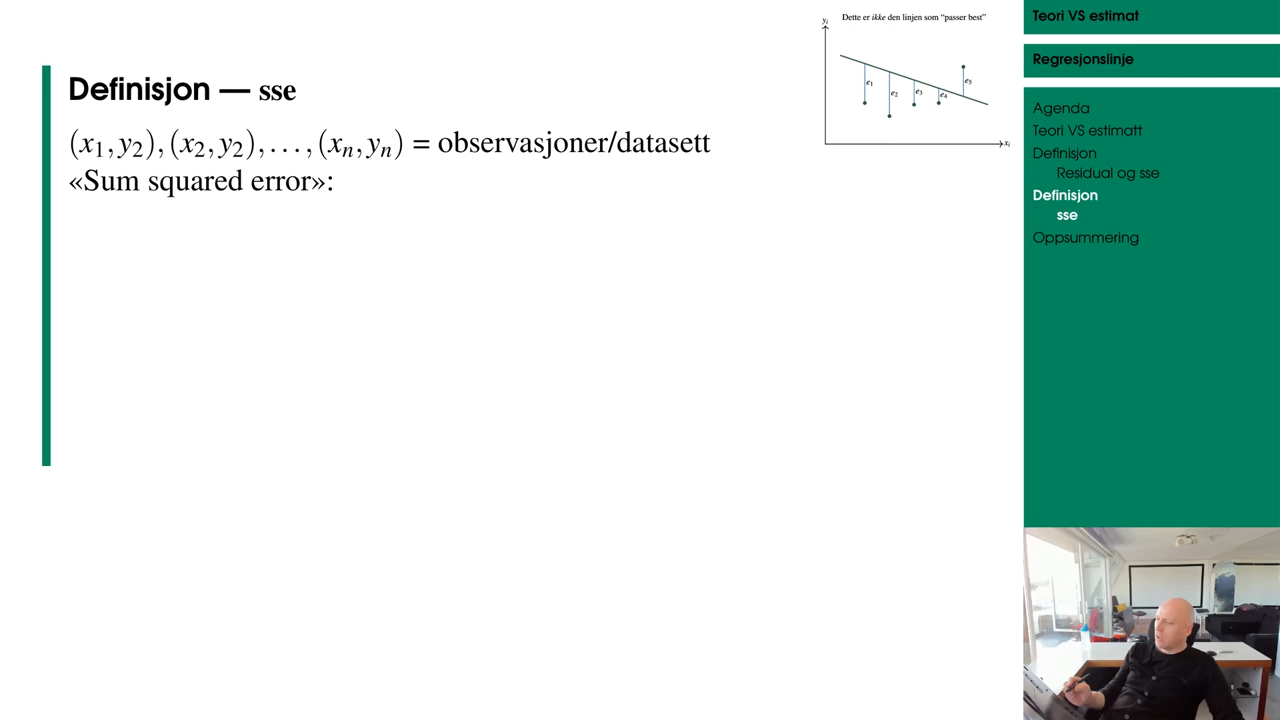 Definisjon — sse
(x₁, y₂), (x₂, y₂), . . . , (xₙ, yₙ) = observasjoner/datasett
«Sum squared error»:
Dette er ikke den linjen som “passer best”
yᵢ
e₁
e₂
e₃
e₄
e₅
xᵢ
Teori VS estimat
Regresjonslinje
Agenda
Teori VS estimatt
Definisjon
Residual og sse
Definisjon
sse
Oppsummering